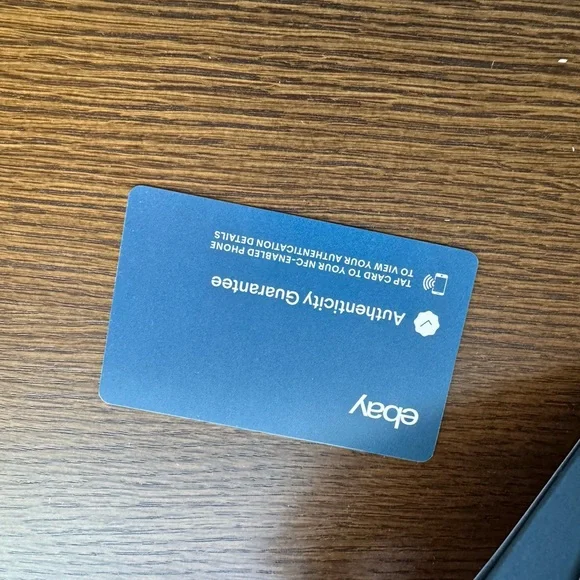 ebay
Authenticity Guarantee
TAP CARD TO YOUR NFC-ENABLED PHONE
TO VIEW YOUR AUTHENTICATION DETAILS